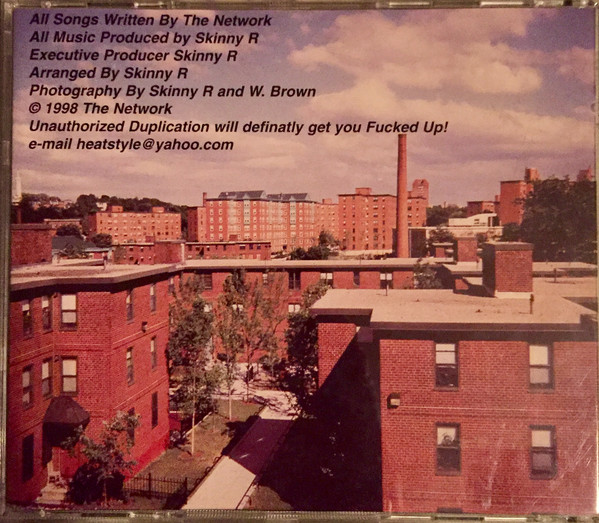 All Songs Written By The Network
All Music Produced by Skinny R
Executive Producer Skinny R
Arranged By Skinny R
Photography By Skinny R and W. Brown
© 1998 The Network
Unauthorized Duplication will definatly get you Fucked Up!
e-mail heatstyle@yahoo.com